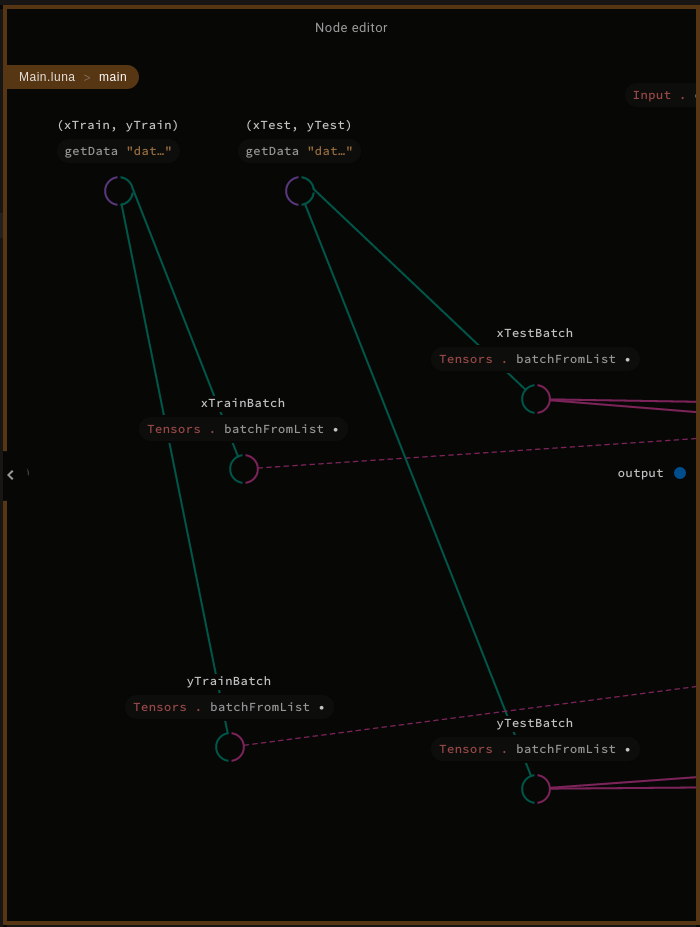 Node editor
Main.luna > main
Input .
(xTrain, yTrain)
(xTest, yTest)
getData "dat…"
getData "dat…"
xTestBatch
Tensors . batchFromList •
xTrainBatch
Tensors . batchFromList •
output
yTrainBatch
Tensors . batchFromList •
yTestBatch
Tensors . batchFromList •